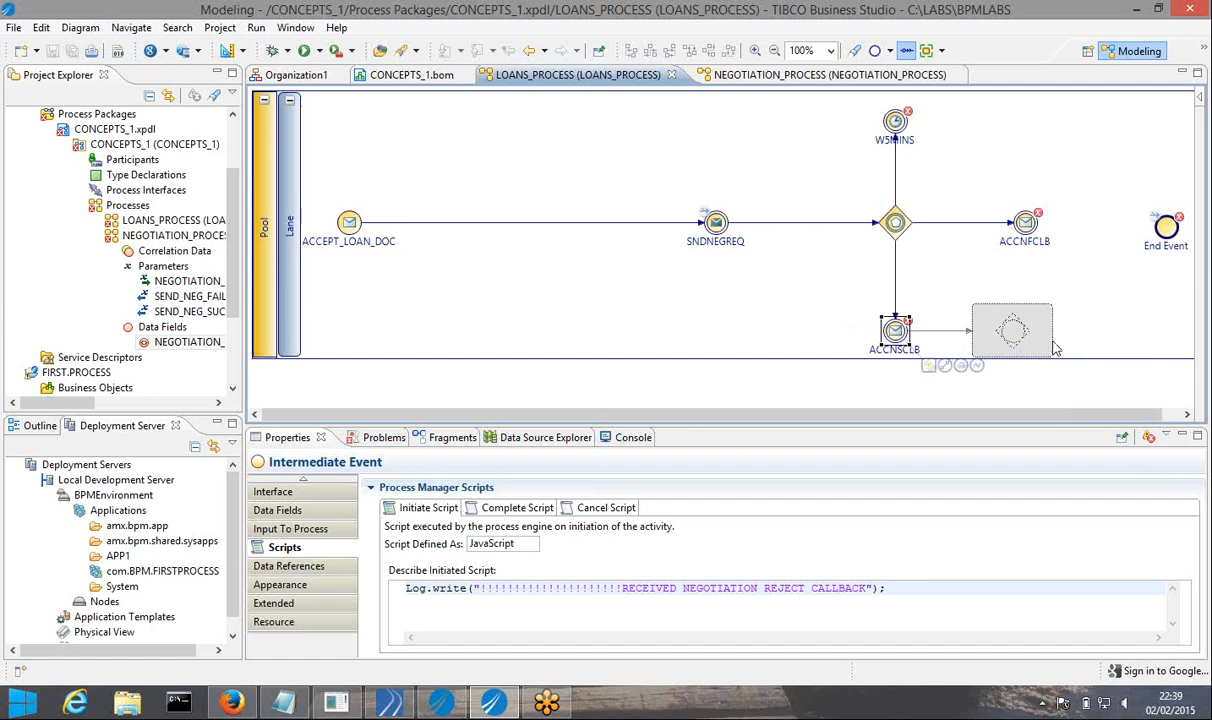 Modeling - /CONCEPTS_1/Process Packages/CONCEPTS_1.xpdl/LOANS_PROCESS (LOANS_PROCESS) - TIBCO Business Studio - C:\LABS\BPMLABS
File Edit Diagram Navigate Search Project Run Window Help
100% Modeling
Project Explorer
Organization1 CONCEPTS_1.bom LOANS_PROCESS (LOANS_PROCESS) NEGOTIATION_PROCESS (NEGOTIATION_PROCESS)
Process Packages
CONCEPTS_1.xpdl
CONCEPTS_1 (CONCEPTS_1)
Participants
Type Declarations
Process Interfaces
Processes
LOANS_PROCESS (LOA
NEGOTIATION_PROCES
Correlation Data
Parameters
NEGOTIATION_
SEND_NEG_FAIL
SEND_NEG_SUC
Data Fields
NEGOTIATION_
Service Descriptors
FIRST.PROCESS
Business Objects
Pool
Lane
ACCEPT_LOAN_DOC
SNDNEGREQ
W5MINS
ACCNFCLB
End Event
ACCNSCLB
Outline Deployment Server
Deployment Servers
Local Development Server
BPMEnvironment
Applications
amx.bpm.app
amx.bpm.shared.sysapps
APP1
com.BPM.FIRSTPROCESS
System
Nodes
Application Templates
Physical View
Properties Problems Fragments Data Source Explorer Console
Intermediate Event
Interface
Data Fields
Input To Process
Scripts
Data References
Appearance
Extended
Resource
Process Manager Scripts
Initiate Script Complete Script Cancel Script
Script executed by the process engine on initiation of the activity.
Script Defined As: JavaScript
Describe Initiated Script:
Log.write("!!!!!!!!!!!!!!!!!!!!!RECEIVED NEGOTIATION REJECT CALLBACK");
Sign in to Google...
22:39
02/02/2015